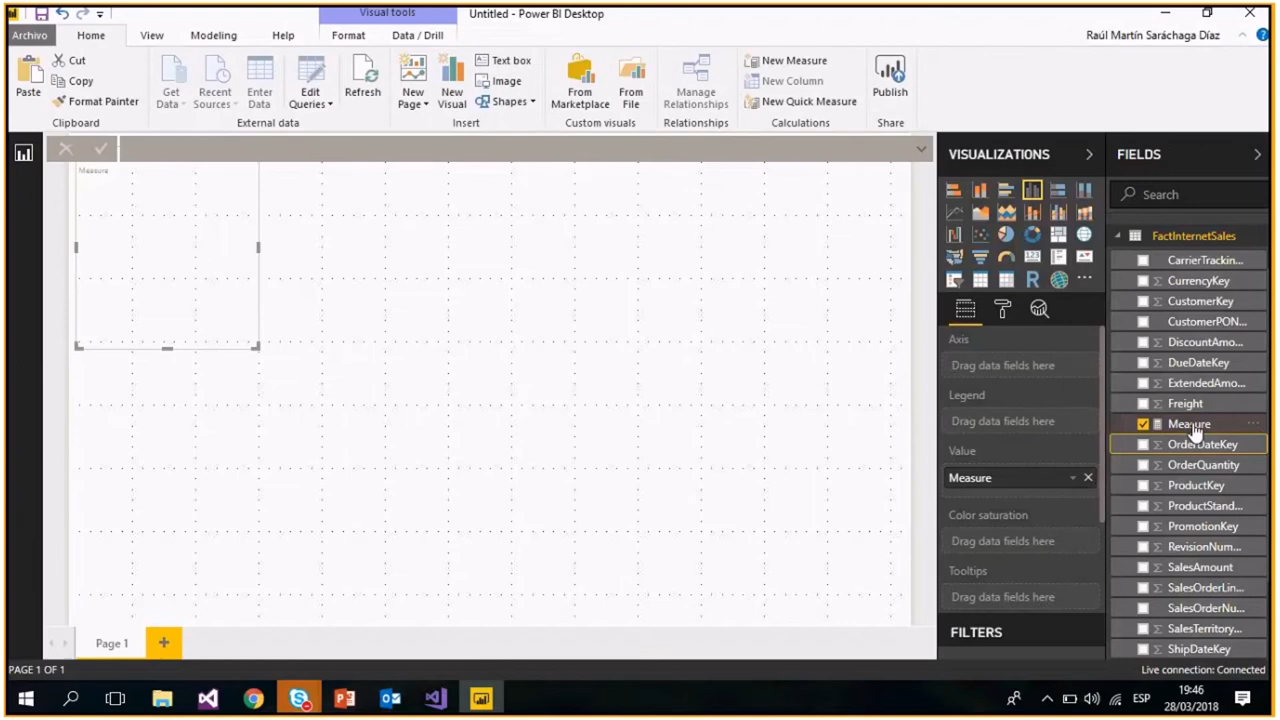 Visual tools
Untitled - Power BI Desktop
Archivo
Home
View
Modeling
Help
Format
Data / Drill
Raúl Martín Saráchaga Díaz
Paste
Cut
Copy
Format Painter
Clipboard
Get
Data
Recent
Sources
Enter
Data
Edit
Queries
Refresh
External data
New
Page
New
Visual
Text box
Image
Shapes
Insert
From
Marketplace
From
File
Custom visuals
Manage
Relationships
Relationships
New Measure
New Column
New Quick Measure
Calculations
Publish
Share
Measure
VISUALIZATIONS
R
Axis
Drag data fields here
Legend
Drag data fields here
Value
Measure
Color saturation
Drag data fields here
Tooltips
Drag data fields here
FILTERS
FIELDS
Search
FactInternetSales
CarrierTrackin...
CurrencyKey
CustomerKey
CustomerPON...
DiscountAmo...
DueDateKey
ExtendedAmo...
Freight
Measure
OrderDateKey
OrderQuantity
ProductKey
ProductStand...
PromotionKey
RevisionNum...
SalesAmount
SalesOrderLin...
SalesOrderNu...
SalesTerritory...
ShipDateKey
Page 1
PAGE 1 OF 1
Live connection: Connected
ESP
19:46
28/03/2018